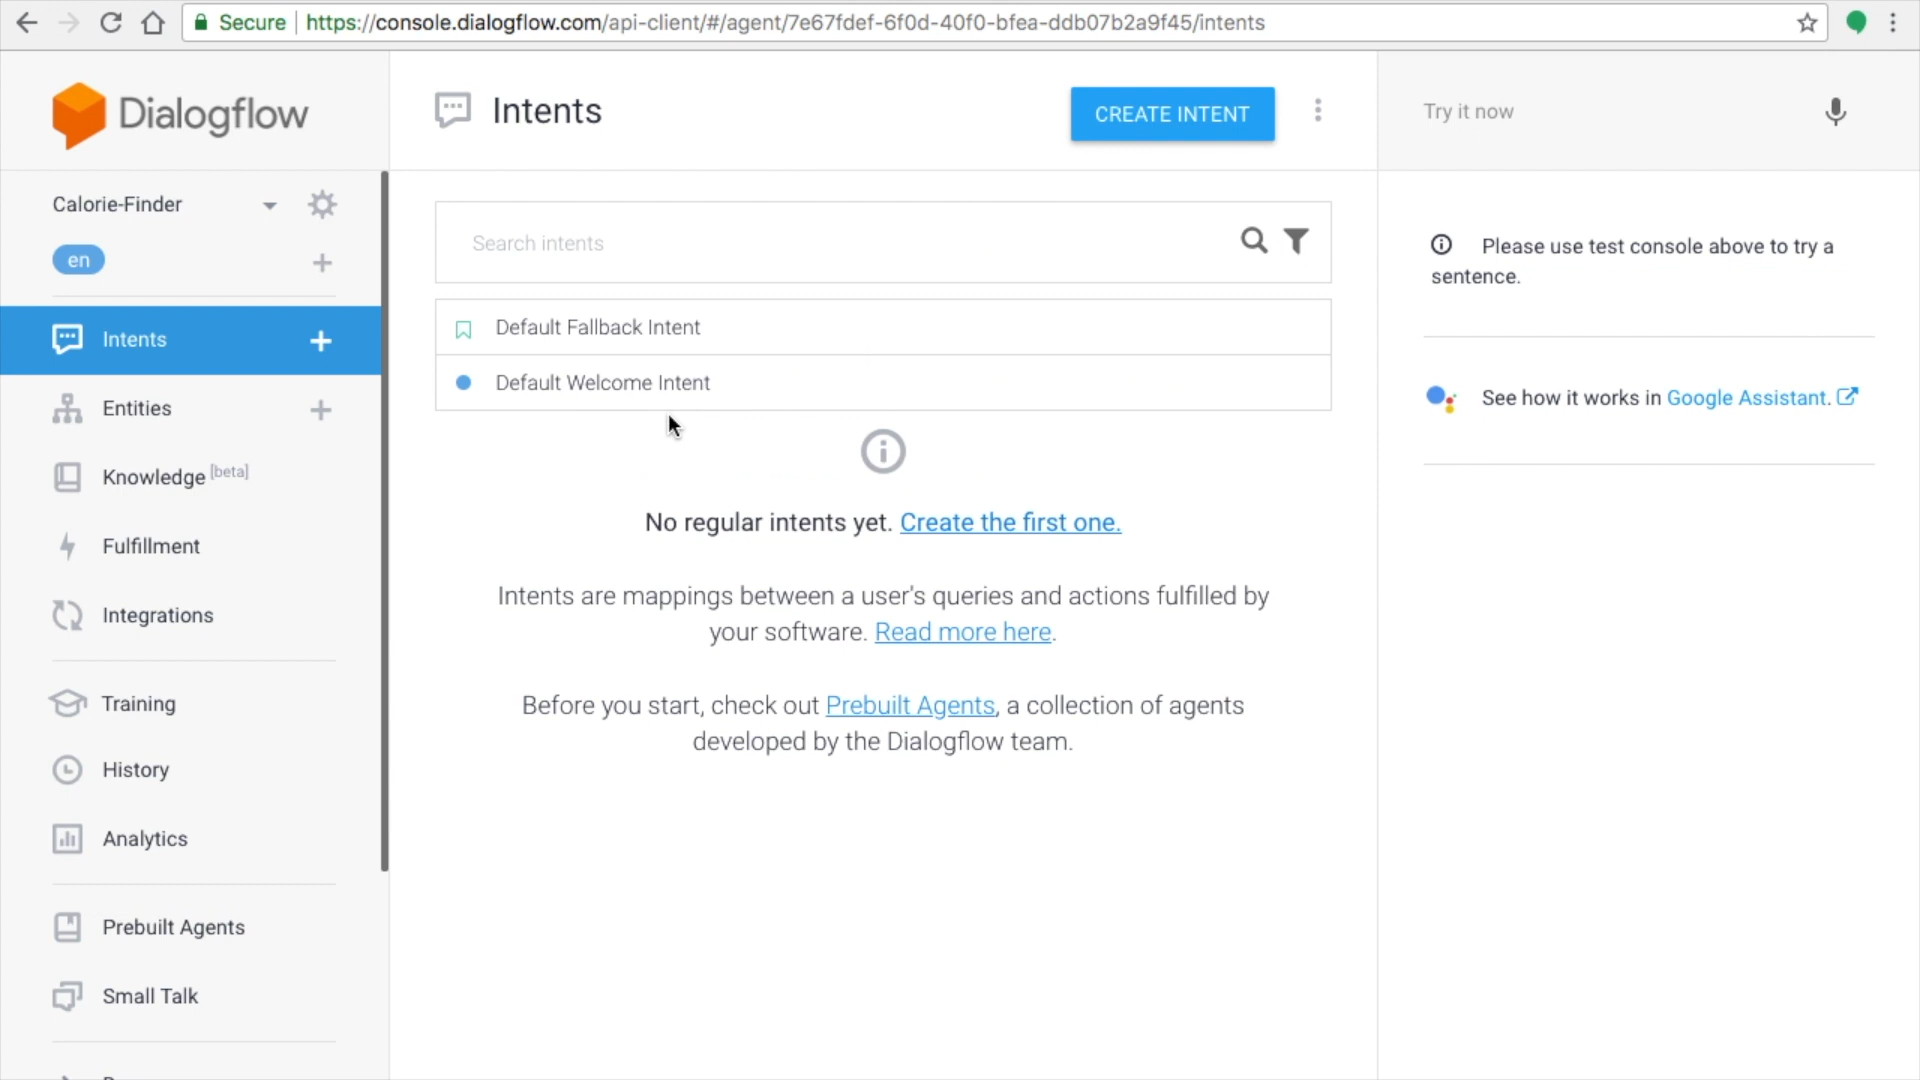 Secure | https://console.dialogflow.com/api-client/#/agent/7e67fdef-6f0d-40f0-bfea-ddb07b2a9f45/intents
Dialogflow
Calorie-Finder
en
Intents
Entities
Knowledge [beta]
Fulfillment
Integrations
Training
History
Analytics
Prebuilt Agents
Small Talk
Intents
CREATE INTENT
Search intents
Default Fallback Intent
Default Welcome Intent
No regular intents yet. Create the first one.
Intents are mappings between a user's queries and actions fulfilled by
your software. Read more here.
Before you start, check out Prebuilt Agents, a collection of agents
developed by the Dialogflow team.
Try it now
Please use test console above to try a
sentence.
See how it works in Google Assistant.